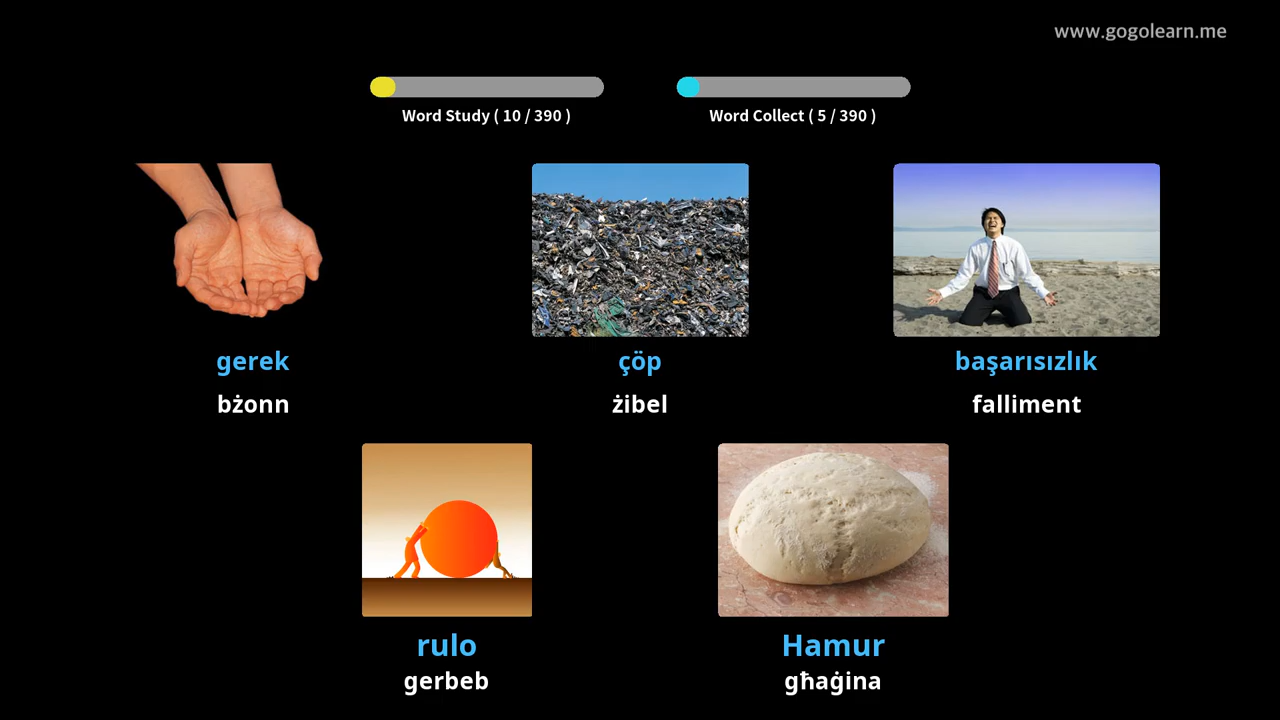 www.gogolearn.me
Word Study ( 10 / 390 )
Word Collect ( 5 / 390 )
gerek
bżonn
çöp
żibel
başarısızlık
falliment
rulo
gerbeb
Hamur
għaġina